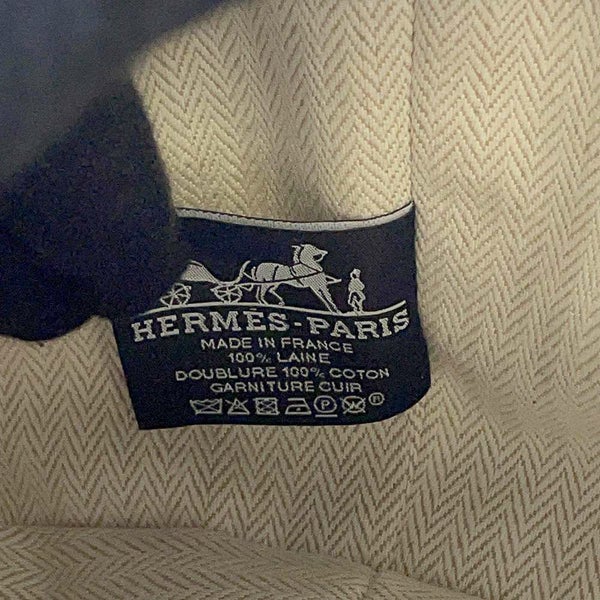 HERMÈS-PARIS
MADE IN FRANCE
100% LAINE
DOUBLURE 100% COTON
GARNITURE CUIR
P W ®